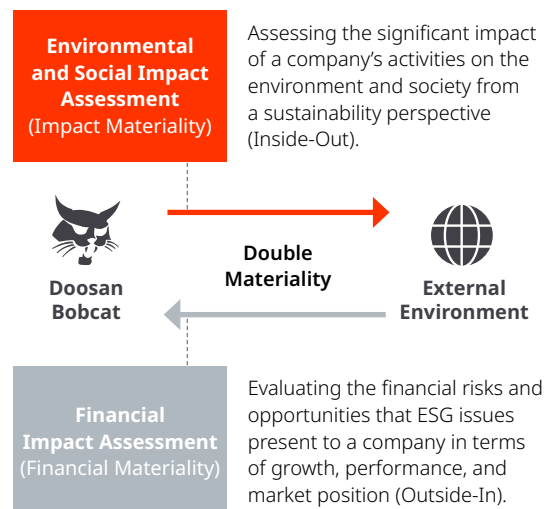 Environmental
and Social Impact
Assessment
(Impact Materiality)
Assessing the significant impact
of a company’s activities on the
environment and society from
a sustainability perspective
(Inside-Out).
Doosan
Bobcat
Double
Materiality
External
Environment
Financial
Impact Assessment
(Financial Materiality)
Evaluating the financial risks and
opportunities that ESG issues
present to a company in terms
of growth, performance, and
market position (Outside-In).